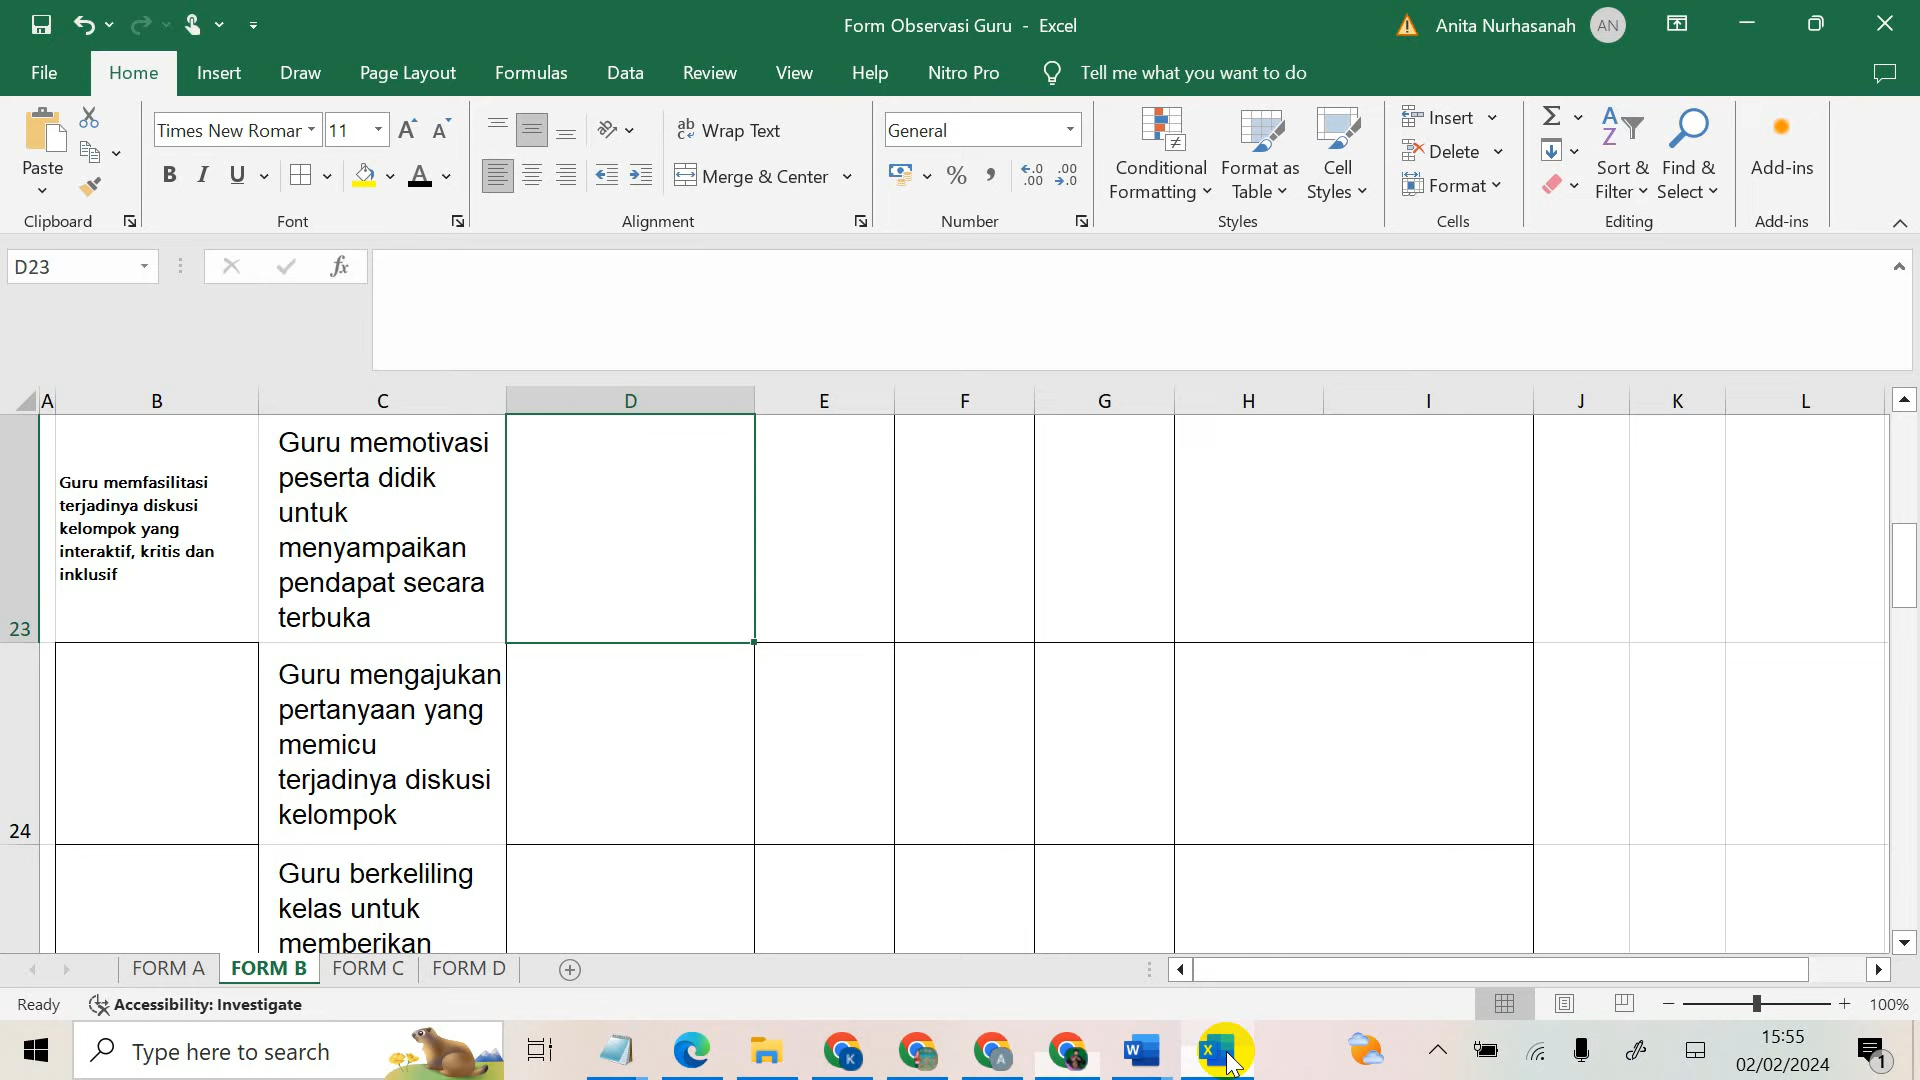 Form Observasi Guru - Excel
Anita Nurhasanah AN
File Home Insert Draw Page Layout Formulas Data Review View Help Nitro Pro Tell me what you want to do
Times New Romar 11
Wrap Text
General
Paste
Merge & Center
Conditional Formatting
Format as Table
Cell Styles
Insert
Delete
Format
Sort & Filter
Find & Select
Add-ins
Clipboard Font Alignment Number Styles Cells Editing Add-ins
D23
fx
A B C D E F G H I J K L
23
Guru memfasilitasi
terjadinya diskusi
kelompok yang
interaktif, kritis dan
inklusif
Guru memotivasi
peserta didik
untuk
menyampaikan
pendapat secara
terbuka
24
Guru mengajukan
pertanyaan yang
memicu
terjadinya diskusi
kelompok
Guru berkeliling
kelas untuk
memberikan
FORM A FORM B FORM C FORM D
Ready Accessibility: Investigate 100%
Type here to search
15:55
02/02/2024
1